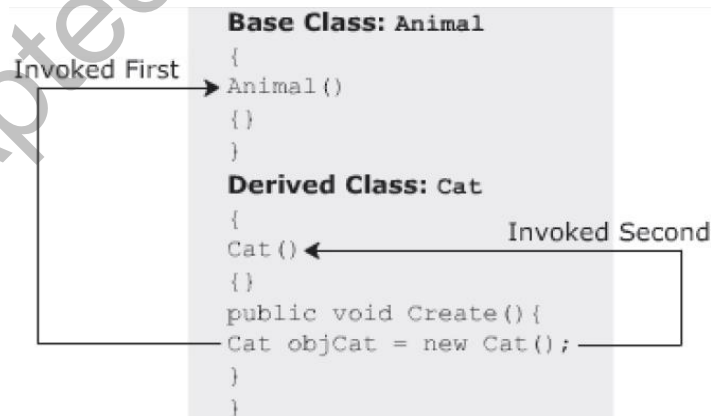 Base Class: Animal
{
Invoked First
Animal()
{}
}
Derived Class: Cat
{
Invoked Second
Cat()
{}
public void Create(){
Cat objCat = new Cat();
}
}